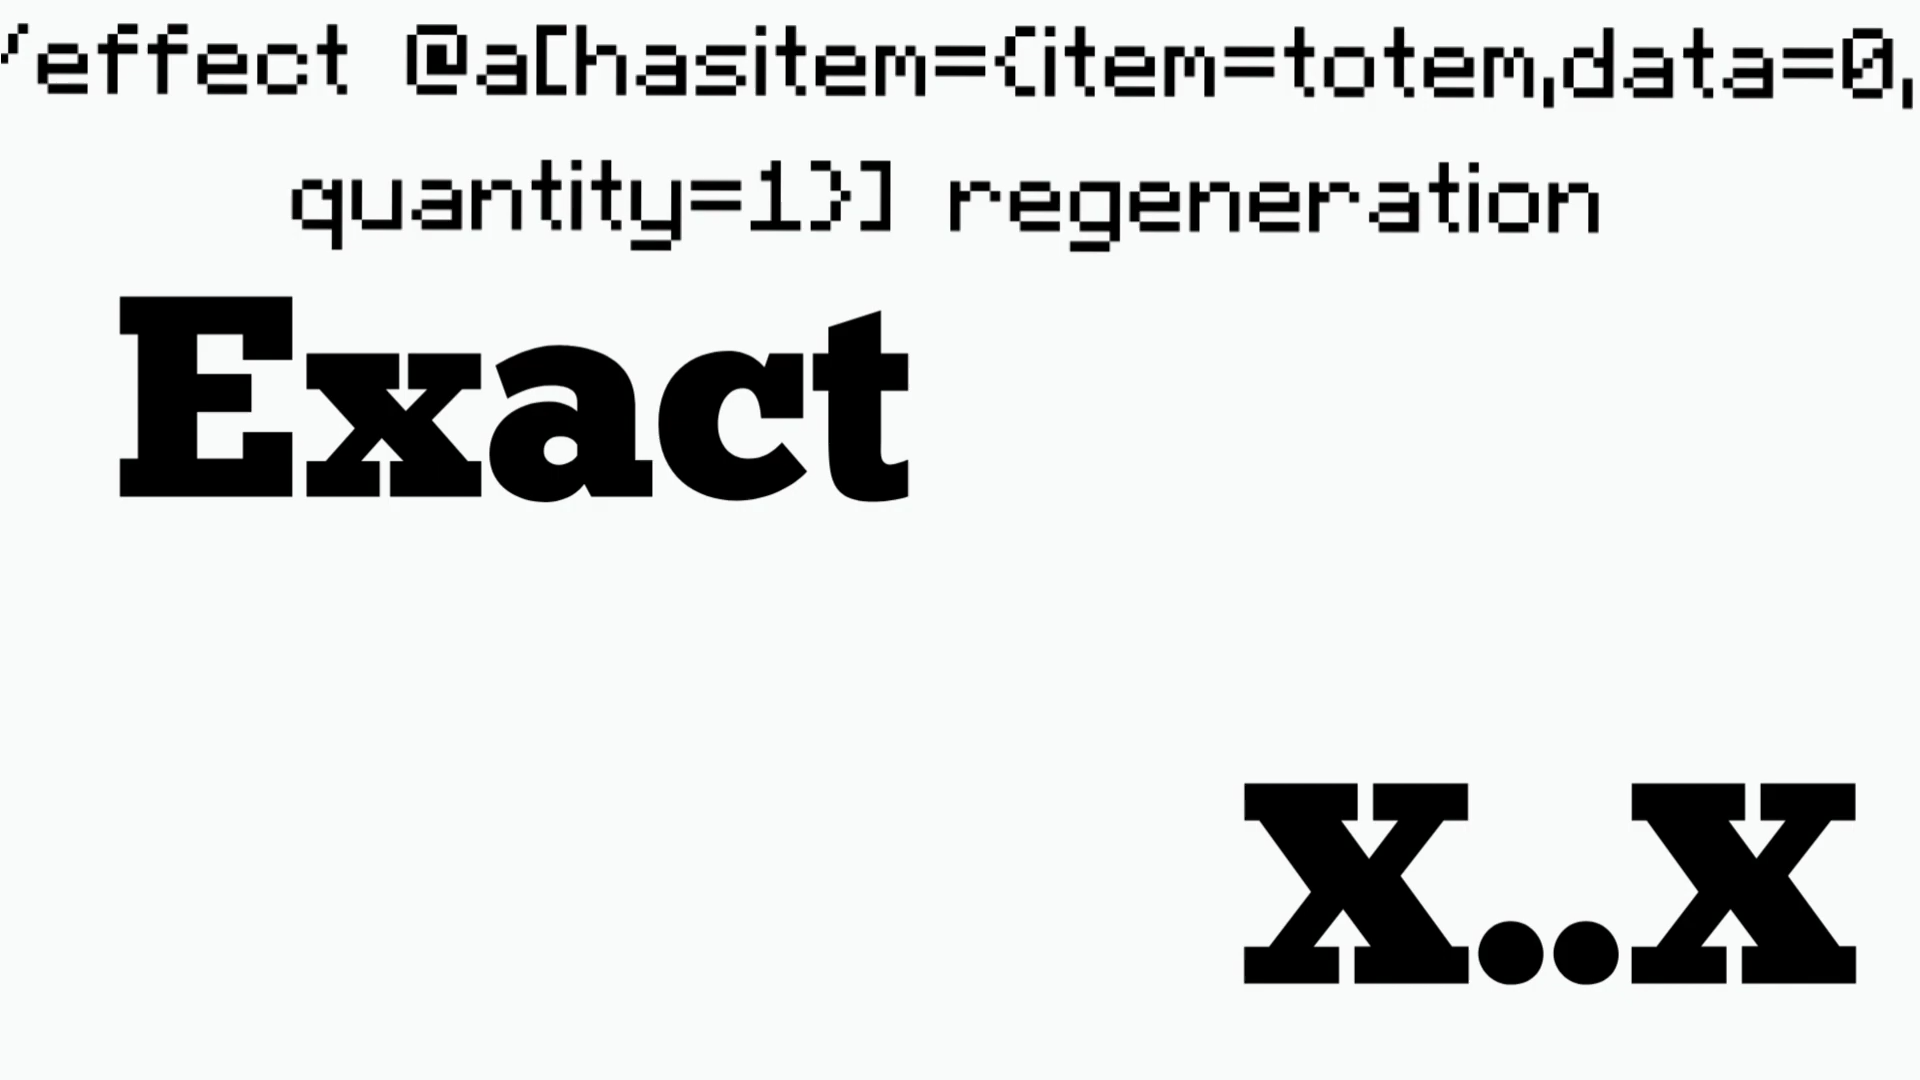 /effect @a[hasitem={item=totem,data=0,
quantity=1}] regeneration
Exact
x..x